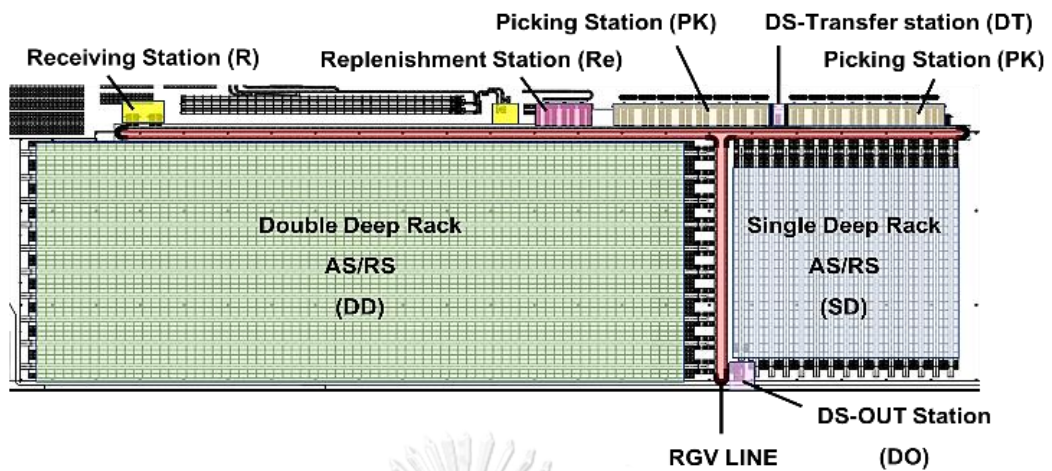 Picking Station (PK)
DS-Transfer station (DT)
Receiving Station (R)
Replenishment Station (Re)
Picking Station (PK)
Double Deep Rack
AS/RS
(DD)
Single Deep Rack
AS/RS
(SD)
DS-OUT Station
(DO)
RGV LINE